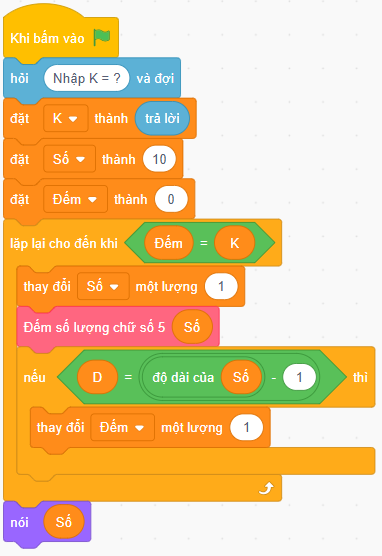 Khi bấm vào
hỏi Nhập K = ? và đợi
đặt K thành trả lời
đặt Số thành 10
đặt Đếm thành 0
lặp lại cho đến khi Đếm = K
thay đổi Số một lượng 1
Đếm số lượng chữ số 5 Số
nếu D = độ dài của Số - 1 thì
thay đổi Đếm một lượng 1
nói Số